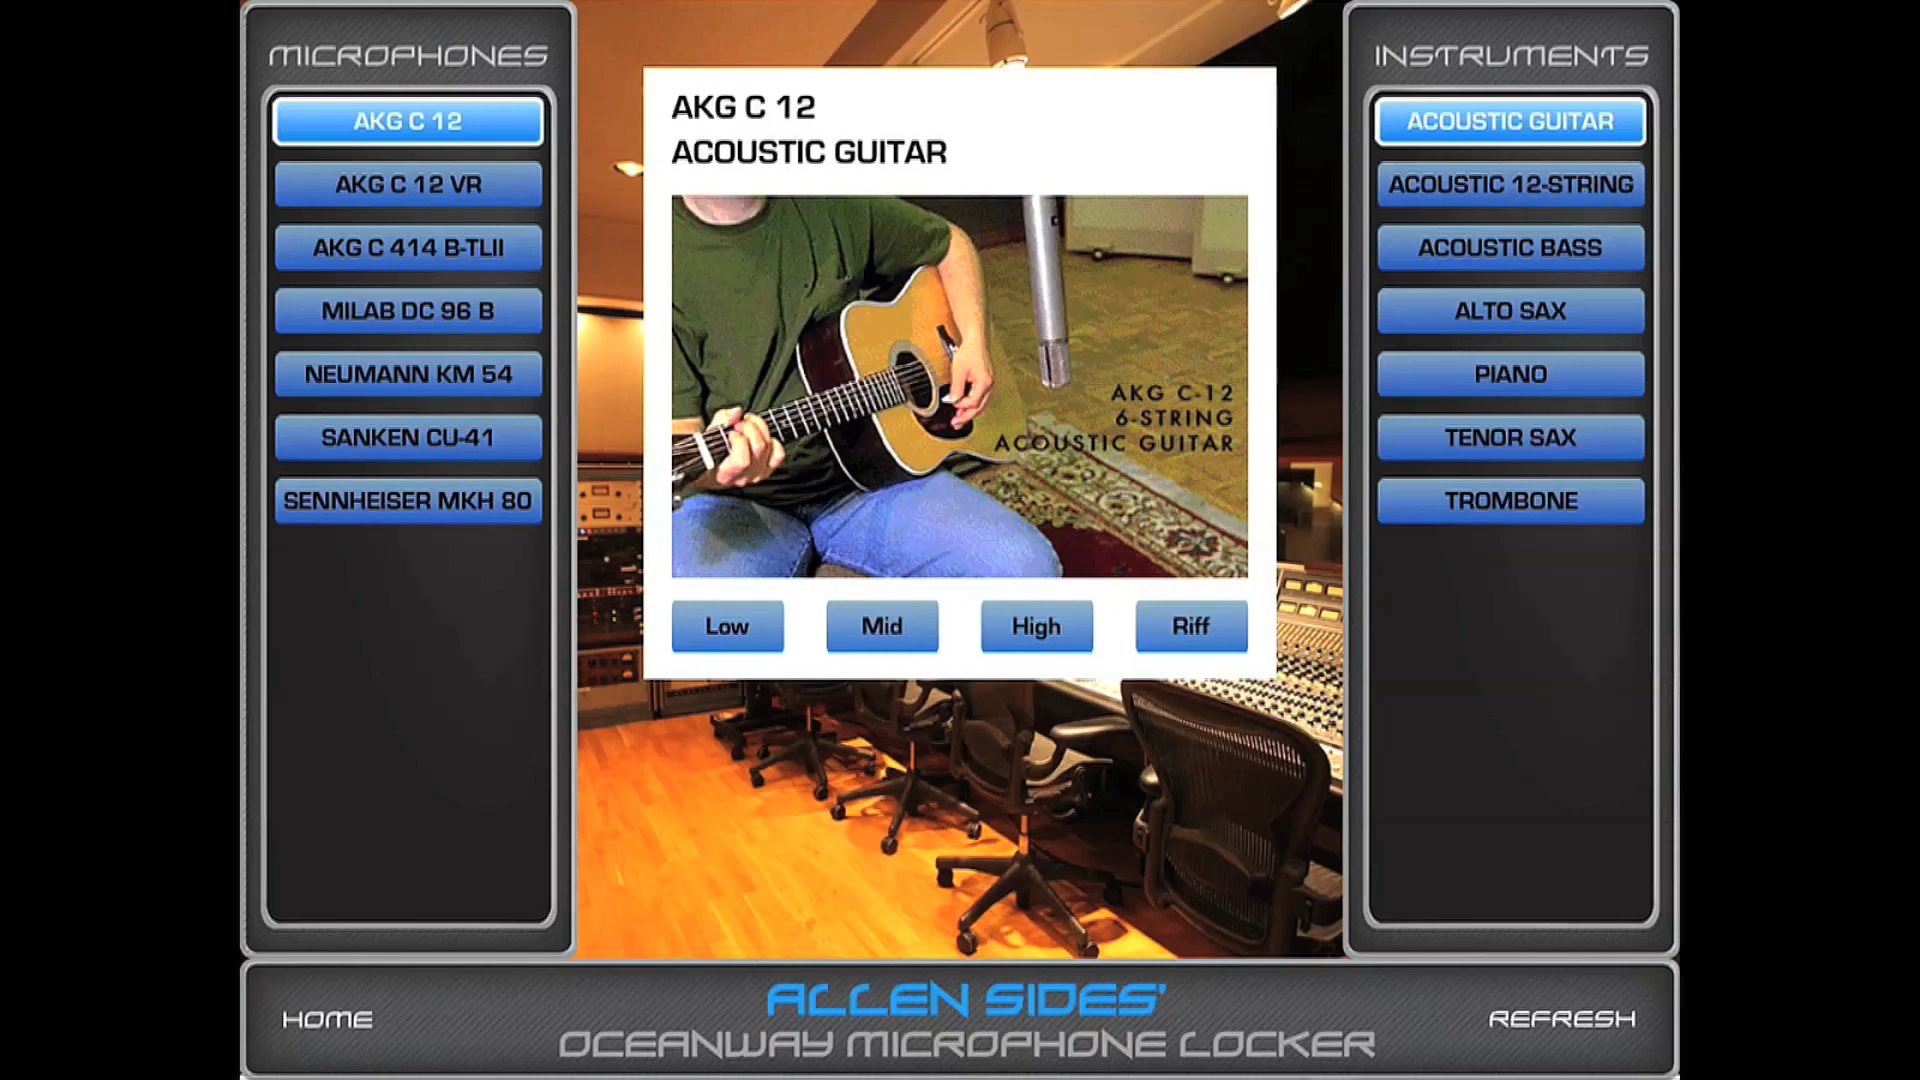 MICROPHONES
AKG C 12
AKG C 12 VR
AKG C 414 B-TLII
MILAB DC 96 B
NEUMANN KM 54
SANKEN CU-41
SENNHEISER MKH 80
AKG C 12
ACOUSTIC GUITAR
AKG C-12
6-STRING
ACOUSTIC GUITAR
Low
Mid
High
Riff
INSTRUMENTS
ACOUSTIC GUITAR
ACOUSTIC 12-STRING
ACOUSTIC BASS
ALTO SAX
PIANO
TENOR SAX
TROMBONE
HOME
ALLEN SIDES'
OCEANWAY MICROPHONE LOCKER
REFRESH